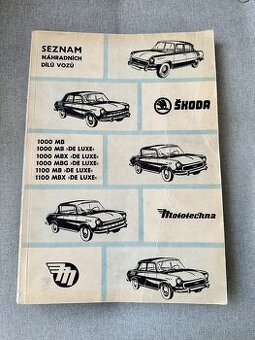 SEZNAM
NÁHRADNÍCH
DÍLŮ VOZŮ
ŠKODA
1000 MB
1000 MB ›DE LUXE‹
1000 MBX ›DE LUXE‹
1000 MBG ›DE LUXE‹
1100 MB ›DE LUXE‹
1100 MBX ›DE LUXE‹
Mototechna